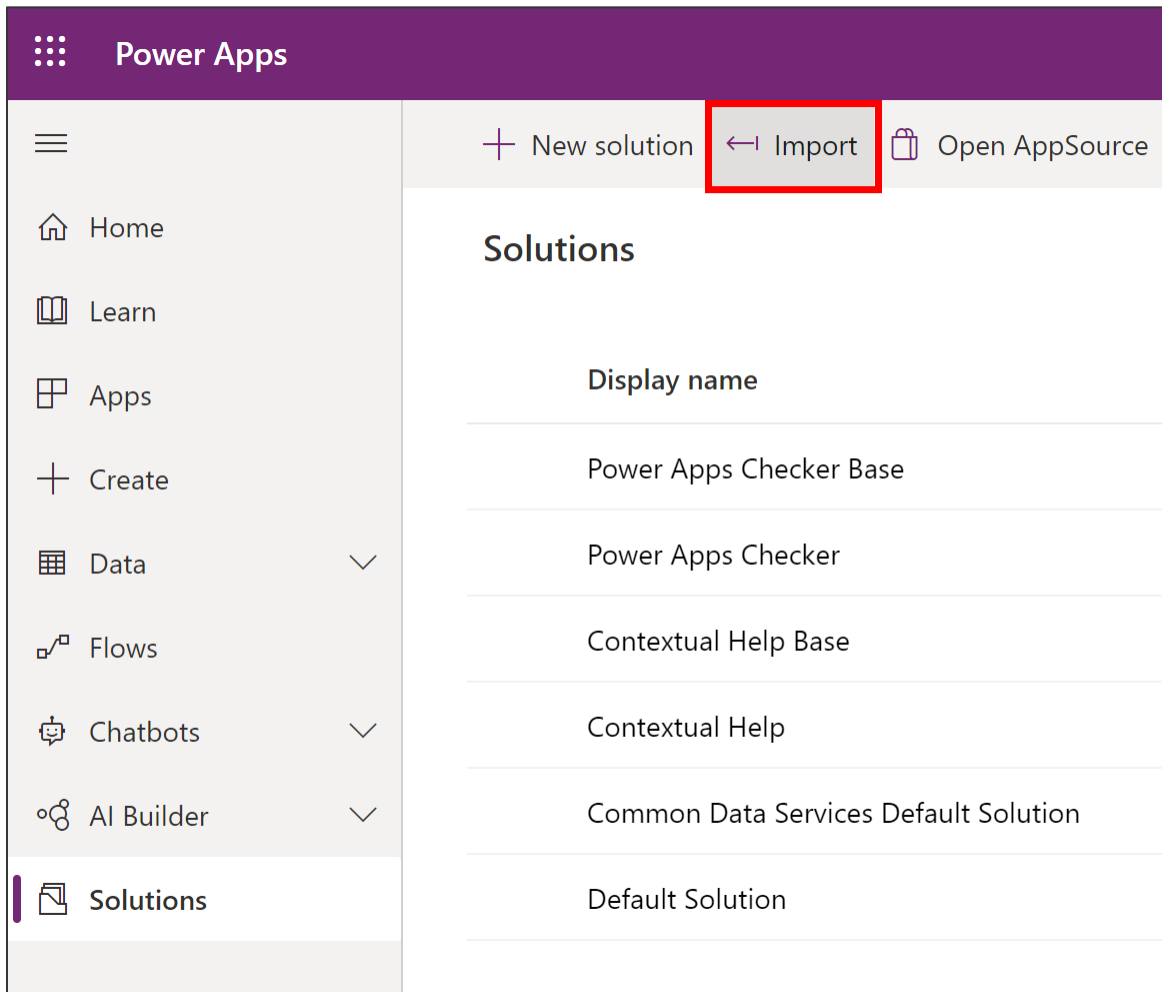 Power Apps
New solution
Import
Open AppSource
Home
Learn
Apps
Create
Data
Flows
Chatbots
AI Builder
Solutions
Solutions
Display name
Power Apps Checker Base
Power Apps Checker
Contextual Help Base
Contextual Help
Common Data Services Default Solution
Default Solution